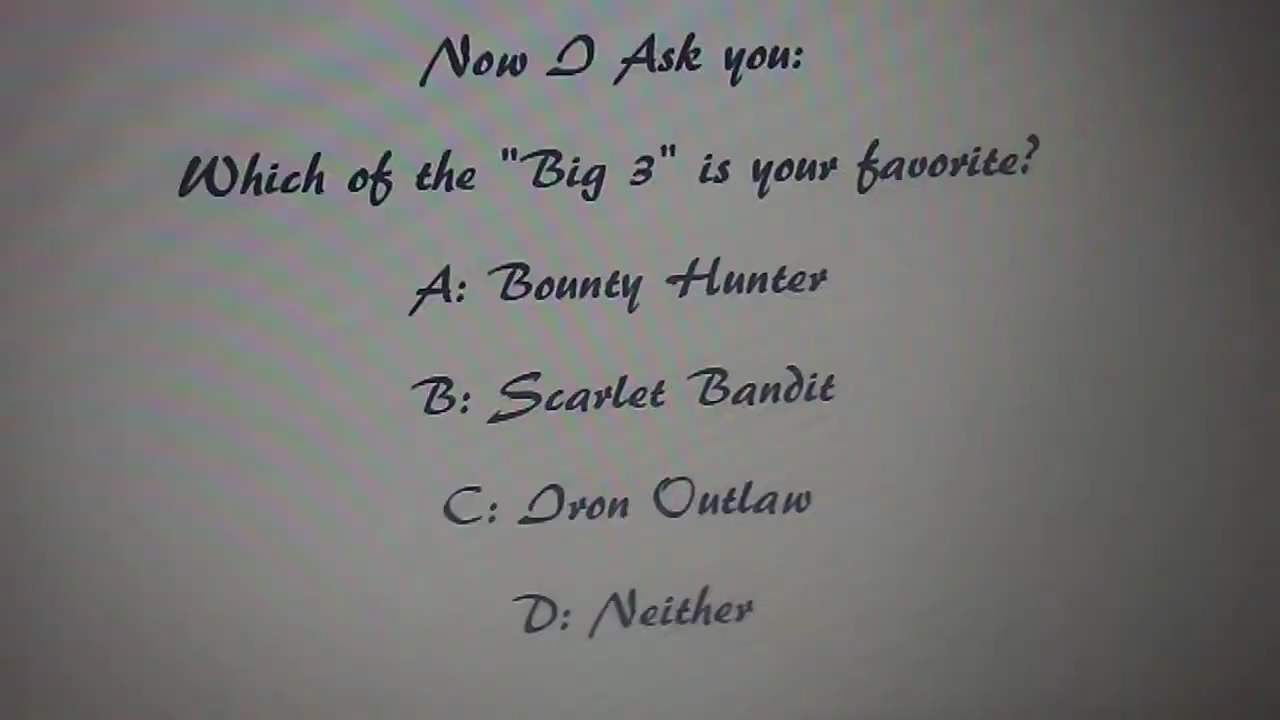 Now I Ask you:
Which of the "Big 3" is your favorite?
A: Bounty Hunter
B: Scarlet Bandit
C: Iron Outlaw
D: Neither